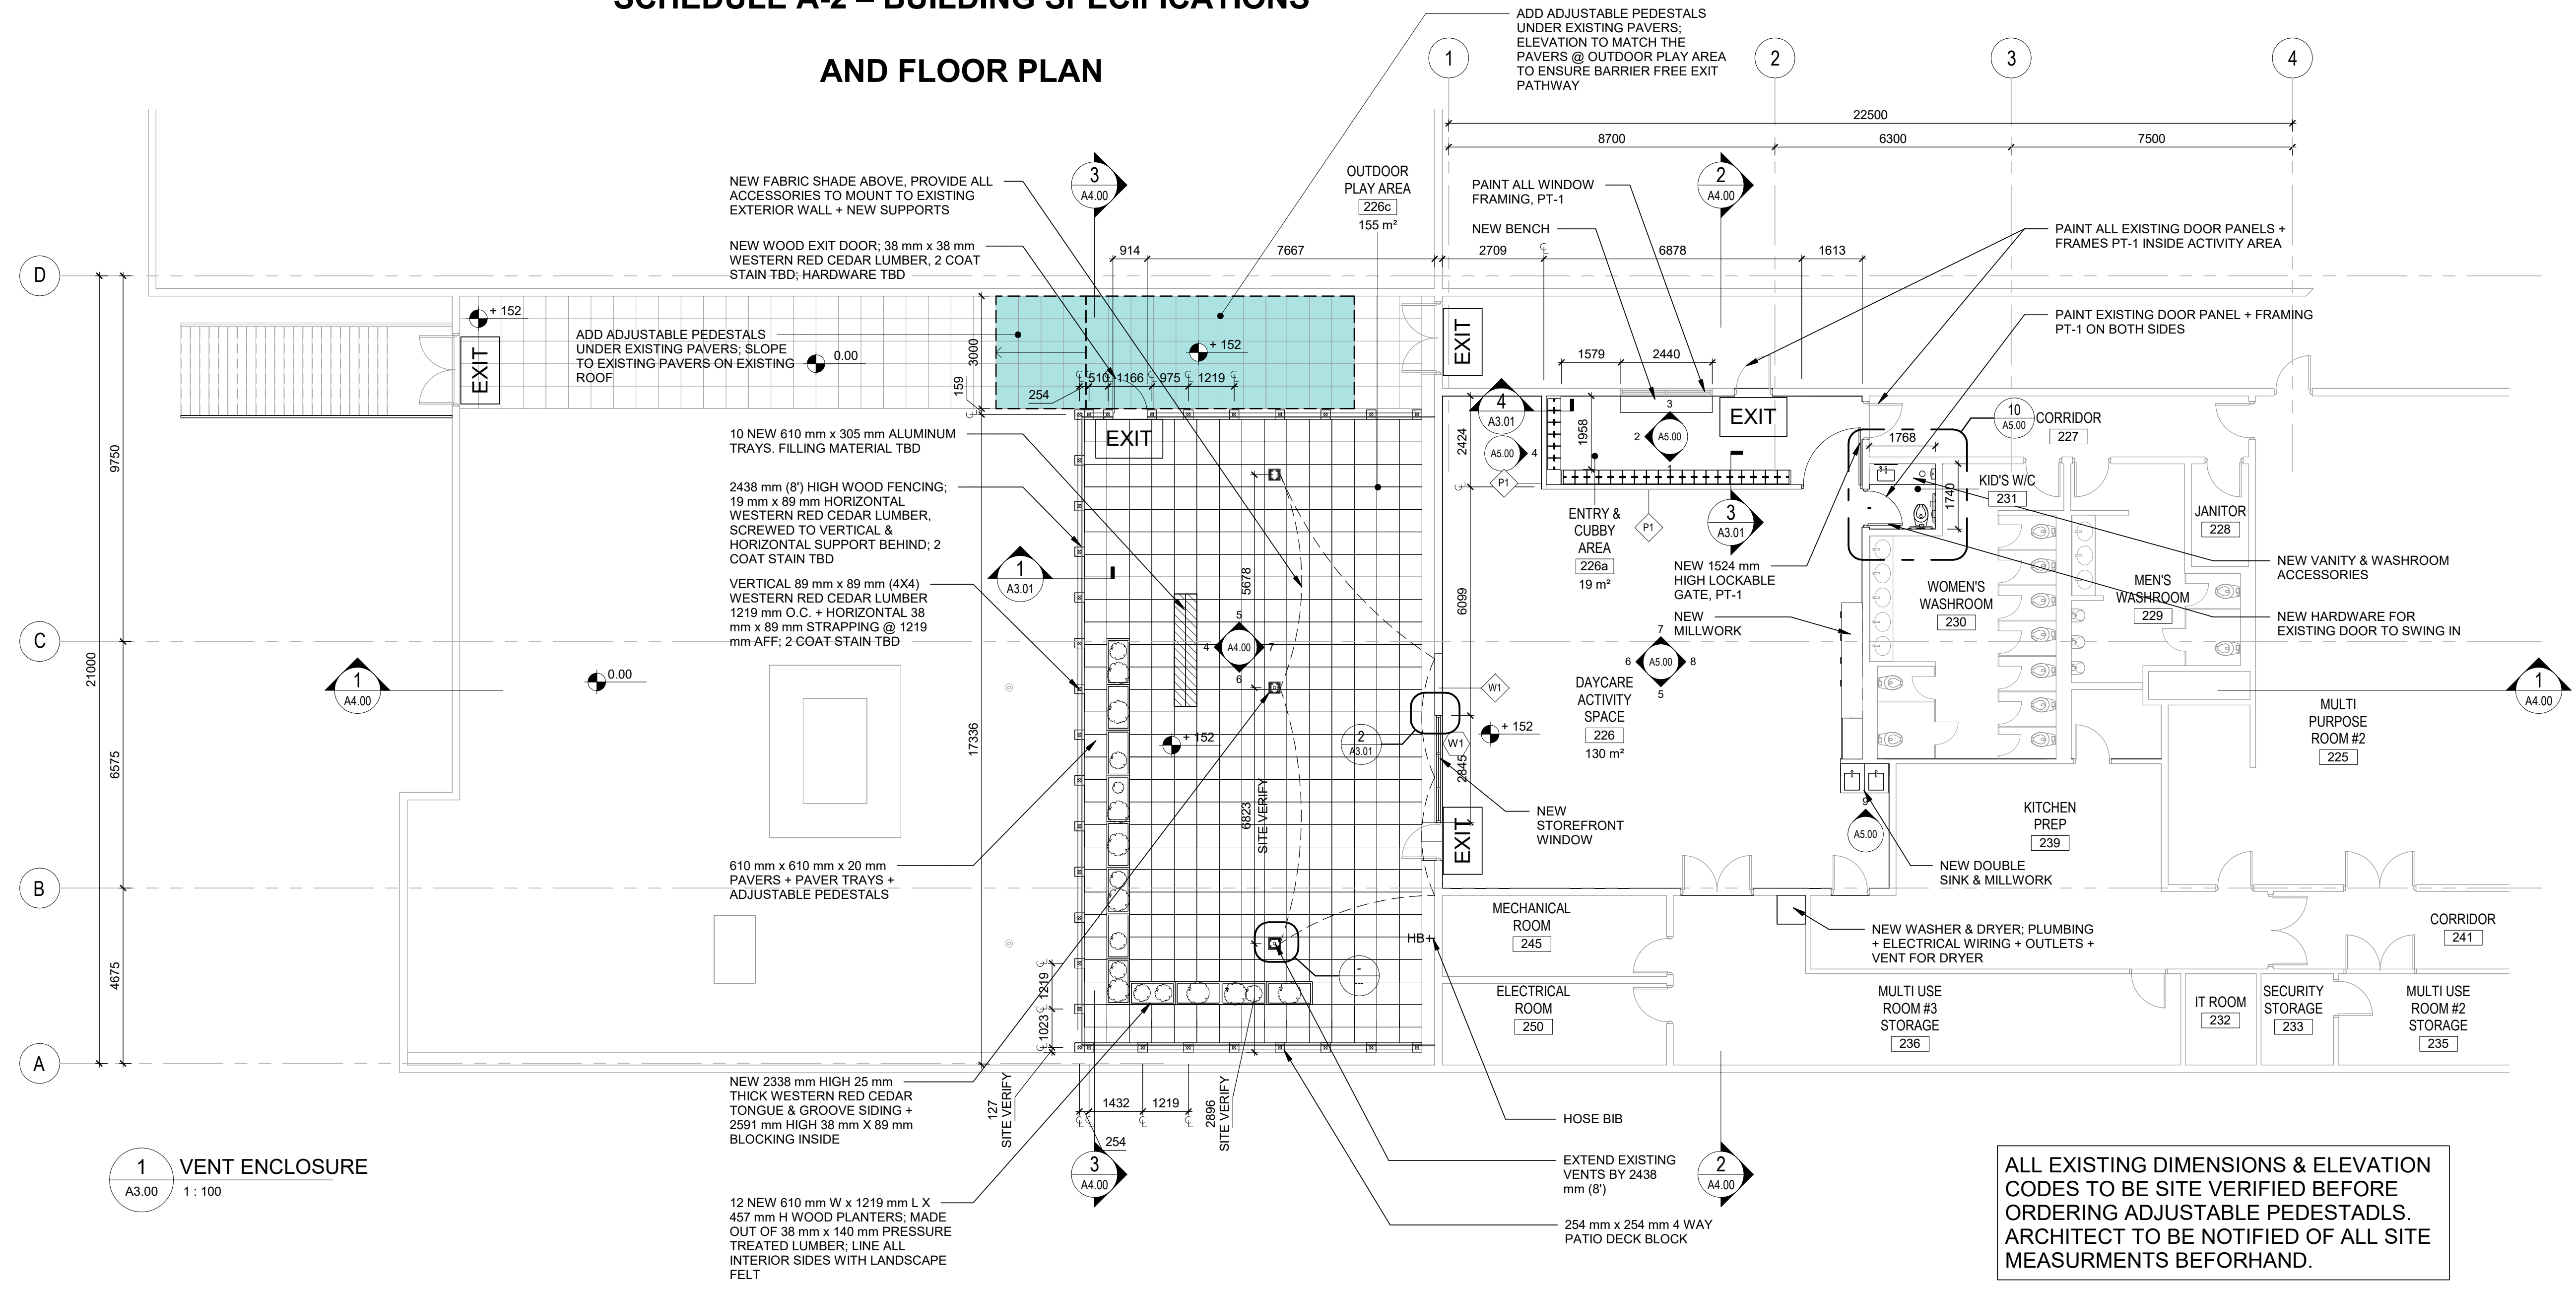 SCHEDULE A-2 – BUILDING SPECIFICATIONS
AND FLOOR PLAN
ADD ADJUSTABLE PEDESTALS
UNDER EXISTING PAVERS;
ELEVATION TO MATCH THE
PAVERS @ OUTDOOR PLAY AREA
TO ENSURE BARRIER FREE EXIT
PATHWAY
1
2
3
4
22500
8700
6300
7500
NEW FABRIC SHADE ABOVE, PROVIDE ALL
ACCESSORIES TO MOUNT TO EXISTING
EXTERIOR WALL + NEW SUPPORTS
3
A4.00
OUTDOOR
PLAY AREA
226c
155 m²
PAINT ALL WINDOW
FRAMING, PT-1
2
A4.00
NEW BENCH
PAINT ALL EXISTING DOOR PANELS +
FRAMES PT-1 INSIDE ACTIVITY AREA
NEW WOOD EXIT DOOR; 38 mm x 38 mm
WESTERN RED CEDAR LUMBER, 2 COAT
STAIN TBD; HARDWARE TBD
914
7667
2709
6878
1613
D
+ 152
EXIT
ADD ADJUSTABLE PEDESTALS
UNDER EXISTING PAVERS; SLOPE
TO EXISTING PAVERS ON EXISTING
ROOF
0.00
3000
159
+ 152
254
510
1166
975
1219
EXIT
PAINT EXISTING DOOR PANEL + FRAMING
PT-1 ON BOTH SIDES
1579
2440
EXIT
10 NEW 610 mm x 305 mm ALUMINUM
TRAYS. FILLING MATERIAL TBD
4
A3.01
A5.00
4
P1
2424
1958
3
2
A5.00
1
EXIT
10
A5.00
CORRIDOR
227
1768
1740
KID'S W/C
231
JANITOR
228
9750
2438 mm (8') HIGH WOOD FENCING;
19 mm x 89 mm HORIZONTAL
WESTERN RED CEDAR LUMBER,
SCREWED TO VERTICAL &
HORIZONTAL SUPPORT BEHIND; 2
COAT STAIN TBD
ENTRY &
CUBBY
AREA
226a
19 m²
P1
3
A3.01
NEW 1524 mm
HIGH LOCKABLE
GATE, PT-1
NEW VANITY & WASHROOM
ACCESSORIES
1
A3.01
5678
6099
VERTICAL 89 mm x 89 mm (4X4)
WESTERN RED CEDAR LUMBER
1219 mm O.C. + HORIZONTAL 38
mm x 89 mm STRAPPING @ 1219
mm AFF; 2 COAT STAIN TBD
WOMEN'S
WASHROOM
230
MEN'S
WASHROOM
229
NEW HARDWARE FOR
EXISTING DOOR TO SWING IN
NEW
MILLWORK
C
21000
1
A4.00
0.00
5
4
A4.00
7
6
7
6
A5.00
8
5
DAYCARE
ACTIVITY
SPACE
226
130 m²
W1
+ 152
1
A4.00
MULTI
PURPOSE
ROOM #2
225
6575
17336
+ 152
2
A3.01
W1
2845
6823
SITE VERIFY
EXIT
NEW
STOREFRONT
WINDOW
9
A5.00
KITCHEN
PREP
239
610 mm x 610 mm x 20 mm
PAVERS + PAVER TRAYS +
ADJUSTABLE PEDESTALS
NEW DOUBLE
SINK & MILLWORK
B
4675
MECHANICAL
ROOM
245
HB
NEW WASHER & DRYER; PLUMBING
+ ELECTRICAL WIRING + OUTLETS +
VENT FOR DRYER
CORRIDOR
241
1219
1023
ELECTRICAL
ROOM
250
MULTI USE
ROOM #3
STORAGE
236
IT ROOM
232
SECURITY
STORAGE
233
MULTI USE
ROOM #2
STORAGE
235
A
NEW 2338 mm HIGH 25 mm
THICK WESTERN RED CEDAR
TONGUE & GROOVE SIDING +
2591 mm HIGH 38 mm X 89 mm
BLOCKING INSIDE
127
SITE VERIFY
1432
1219
2896
SITE VERIFY
254
HOSE BIB
3
A4.00
EXTEND EXISTING
VENTS BY 2438
mm (8')
2
A4.00
1
A3.00
VENT ENCLOSURE
1 : 100
12 NEW 610 mm W x 1219 mm L X
457 mm H WOOD PLANTERS; MADE
OUT OF 38 mm x 140 mm PRESSURE
TREATED LUMBER; LINE ALL
INTERIOR SIDES WITH LANDSCAPE
FELT
254 mm x 254 mm 4 WAY
PATIO DECK BLOCK
ALL EXISTING DIMENSIONS & ELEVATION
CODES TO BE SITE VERIFIED BEFORE
ORDERING ADJUSTABLE PEDESTADLS.
ARCHITECT TO BE NOTIFIED OF ALL SITE
MEASURMENTS BEFORHAND.